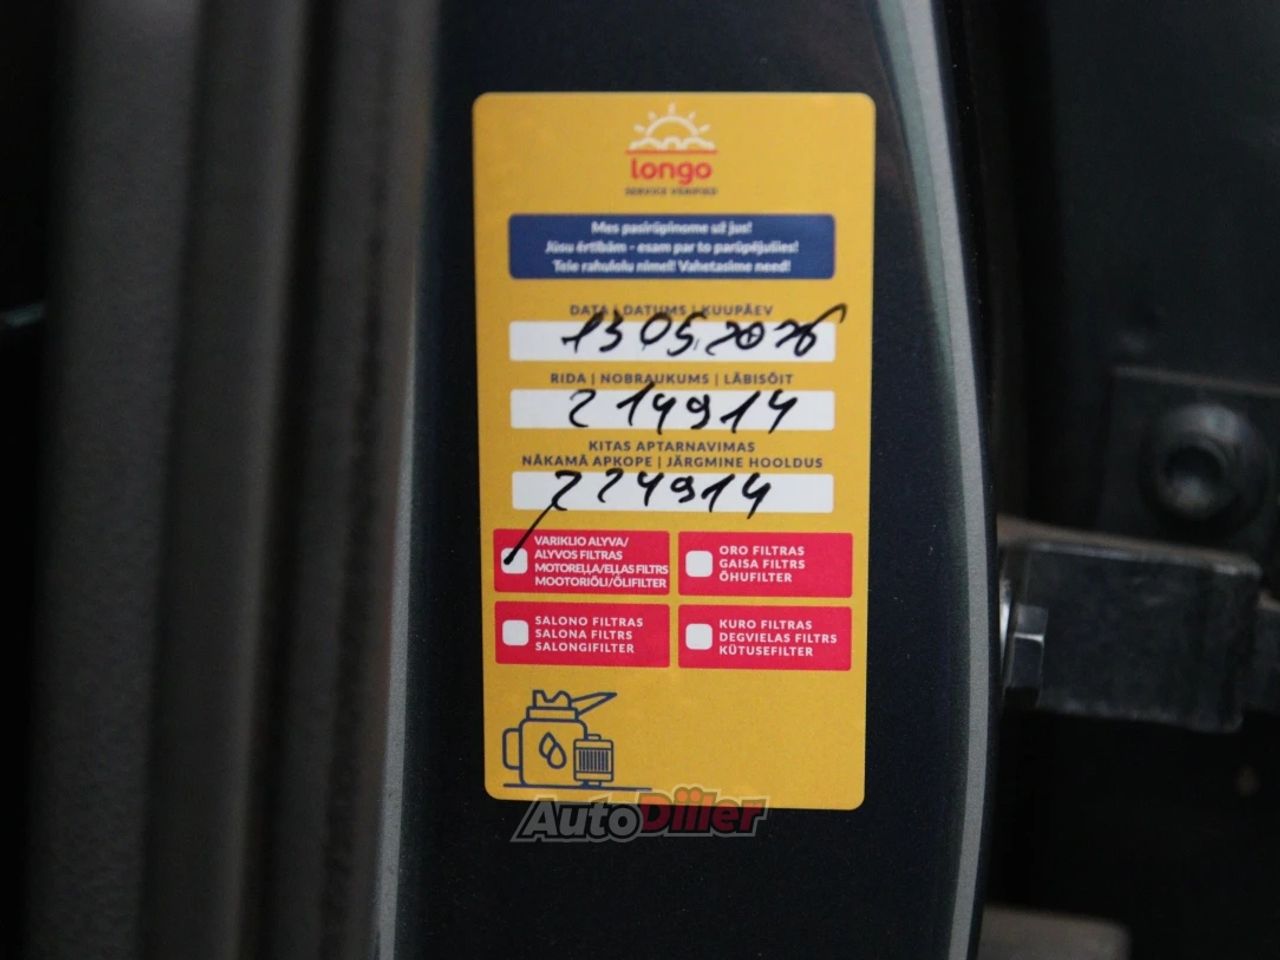 longo
SERVICE VERIFIED
Mes pasirūpinome už jus!
Jūsu ērtībām - esam par to parūpējušies!
Teie rahulolu nimel! Vahetasime need!
DATA | DATUMS | KUUPÄEV
13 05.2026
RIDA | NOBRAUKUMS | LÄBISÕIT
214914
KITAS APTARNAVIMAS
NĀKAMĀ APKOPE | JÄRGMINE HOOLDUS
224914
VARIKLIO ALYVA/
ALYVOS FILTRAS
MOTOREĻĻA/EĻĻAS FILTRS
MOOTORIÕLI/ÕLIFILTER
ORO FILTRAS
GAISA FILTRS
ÕHUFILTER
SALONO FILTRAS
SALONA FILTRS
SALONGIFILTER
KURO FILTRAS
DEGVIELAS FILTRS
KÜTUSEFILTER
AutoDiiler